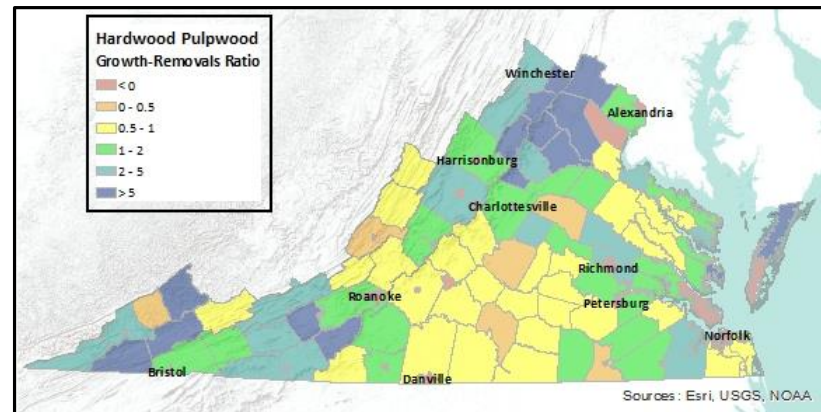 Hardwood Pulpwood
Growth-Removals Ratio
< 0
0 - 0.5
0.5 - 1
1 - 2
2 - 5
> 5
Winchester
Alexandria
Harrisonburg
Charlottesville
Richmond
Roanoke
Petersburg
Norfolk
Bristol
Danville
Sources: Esri, USGS, NOAA